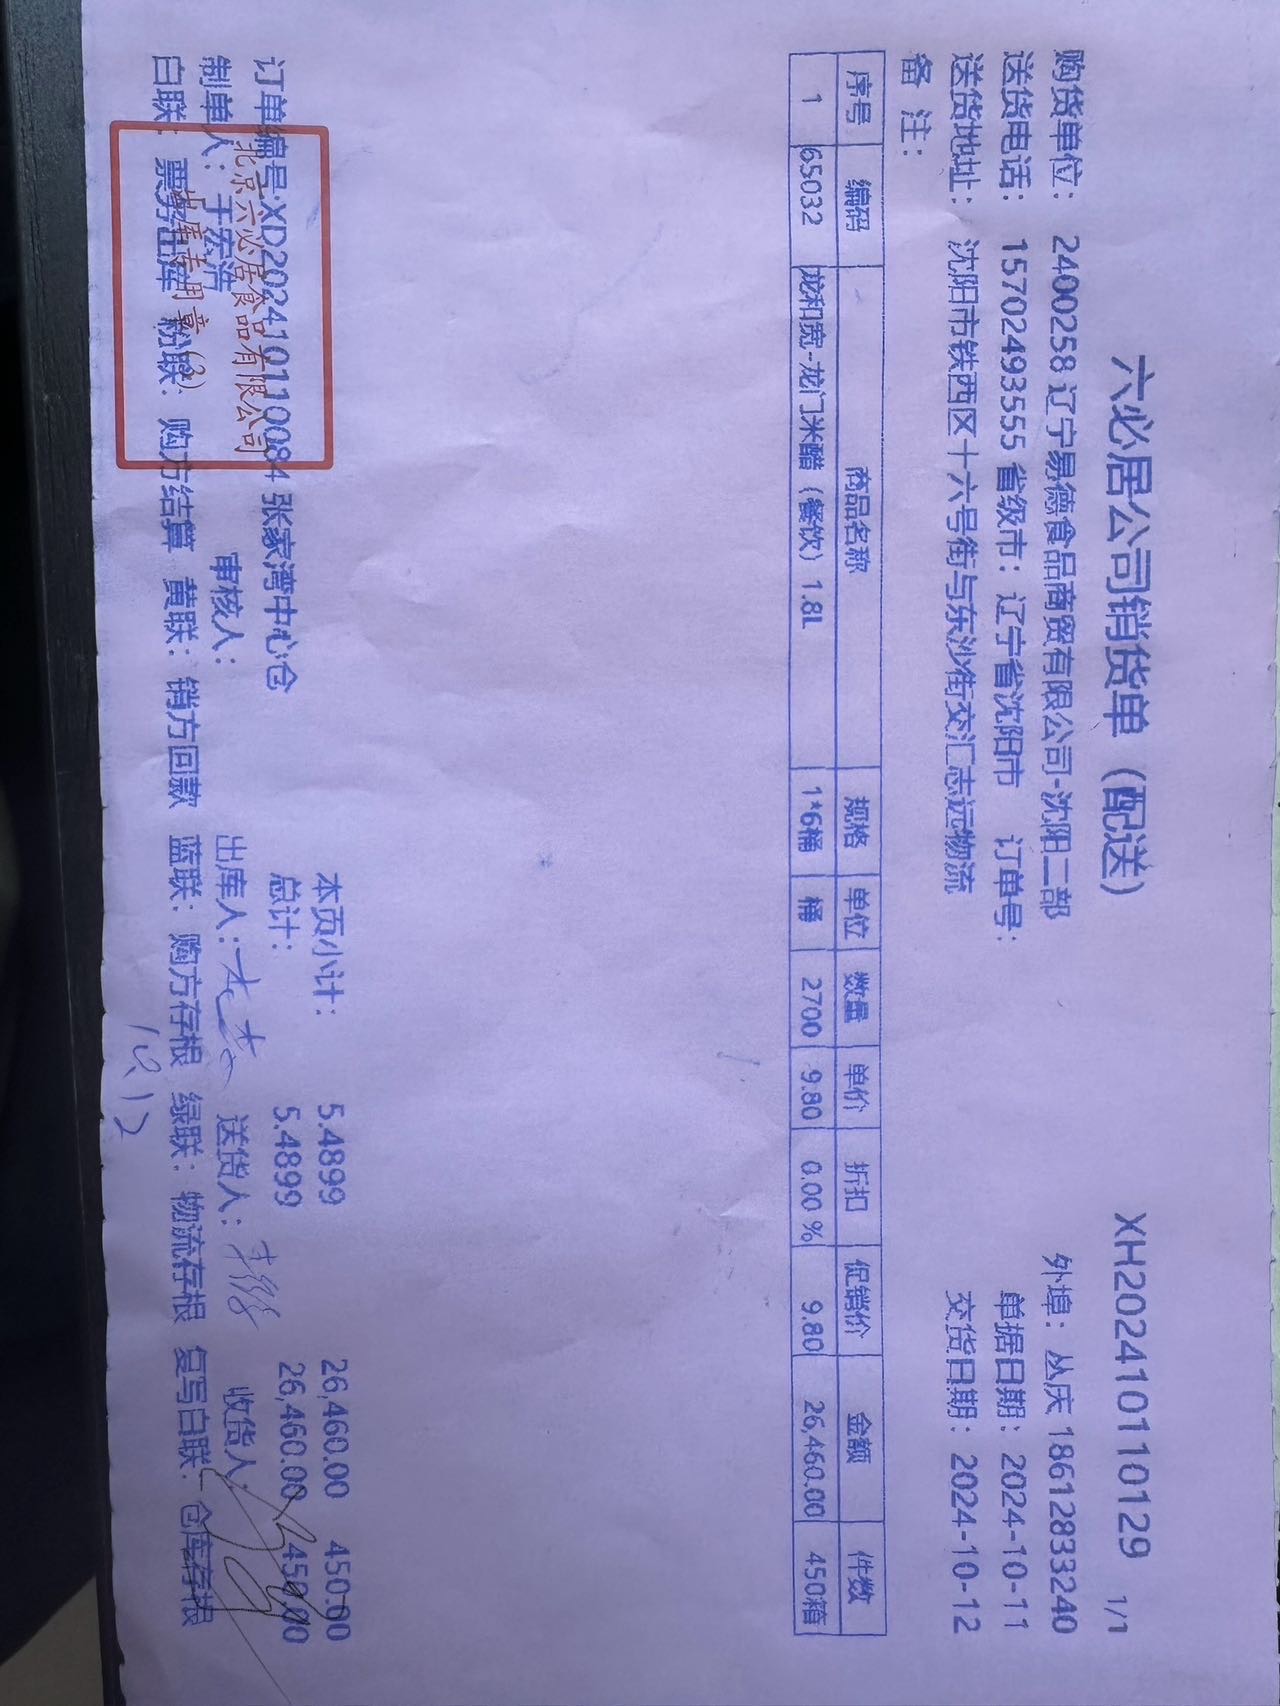 六必居公司销货单（配送）
XH202410110129 1/1
购货单位： 2400258 辽宁易德食品商贸有限公司-沈阳二部 外埠：丛庆 18612833240
送货电话： 15702493555 省级市：辽宁省沈阳市 订单号： 单据日期：2024-10-11
送货地址： 沈阳市铁西区十六号街与东沙街交汇志远物流 交货日期：2024-10-12
备 注：
序号 编码 商品名称 规格 单位 数量 单价 折扣 促销价 金额 件数
1 65032 龙和宽-龙门米醋（餐饮）1.8L 1*6桶 桶 2700 9.80 0.00 % 9.80 26,460.00 450箱
本页小计： 5.4899 26,460.00 450.00
总计： 5.4899 26,460.00 450.00
订单编号:XD202410110084 张家湾中心仓
制单人：王宏浩 审核人： 出库人： 送货人： 收货人：
白联：票务出库 粉联：购方结算 黄联：销方回款 蓝联：购方存根 绿联：物流存根 复写白联：仓库存根
北京六必居食品有限公司
出库专用章(3)
10.12